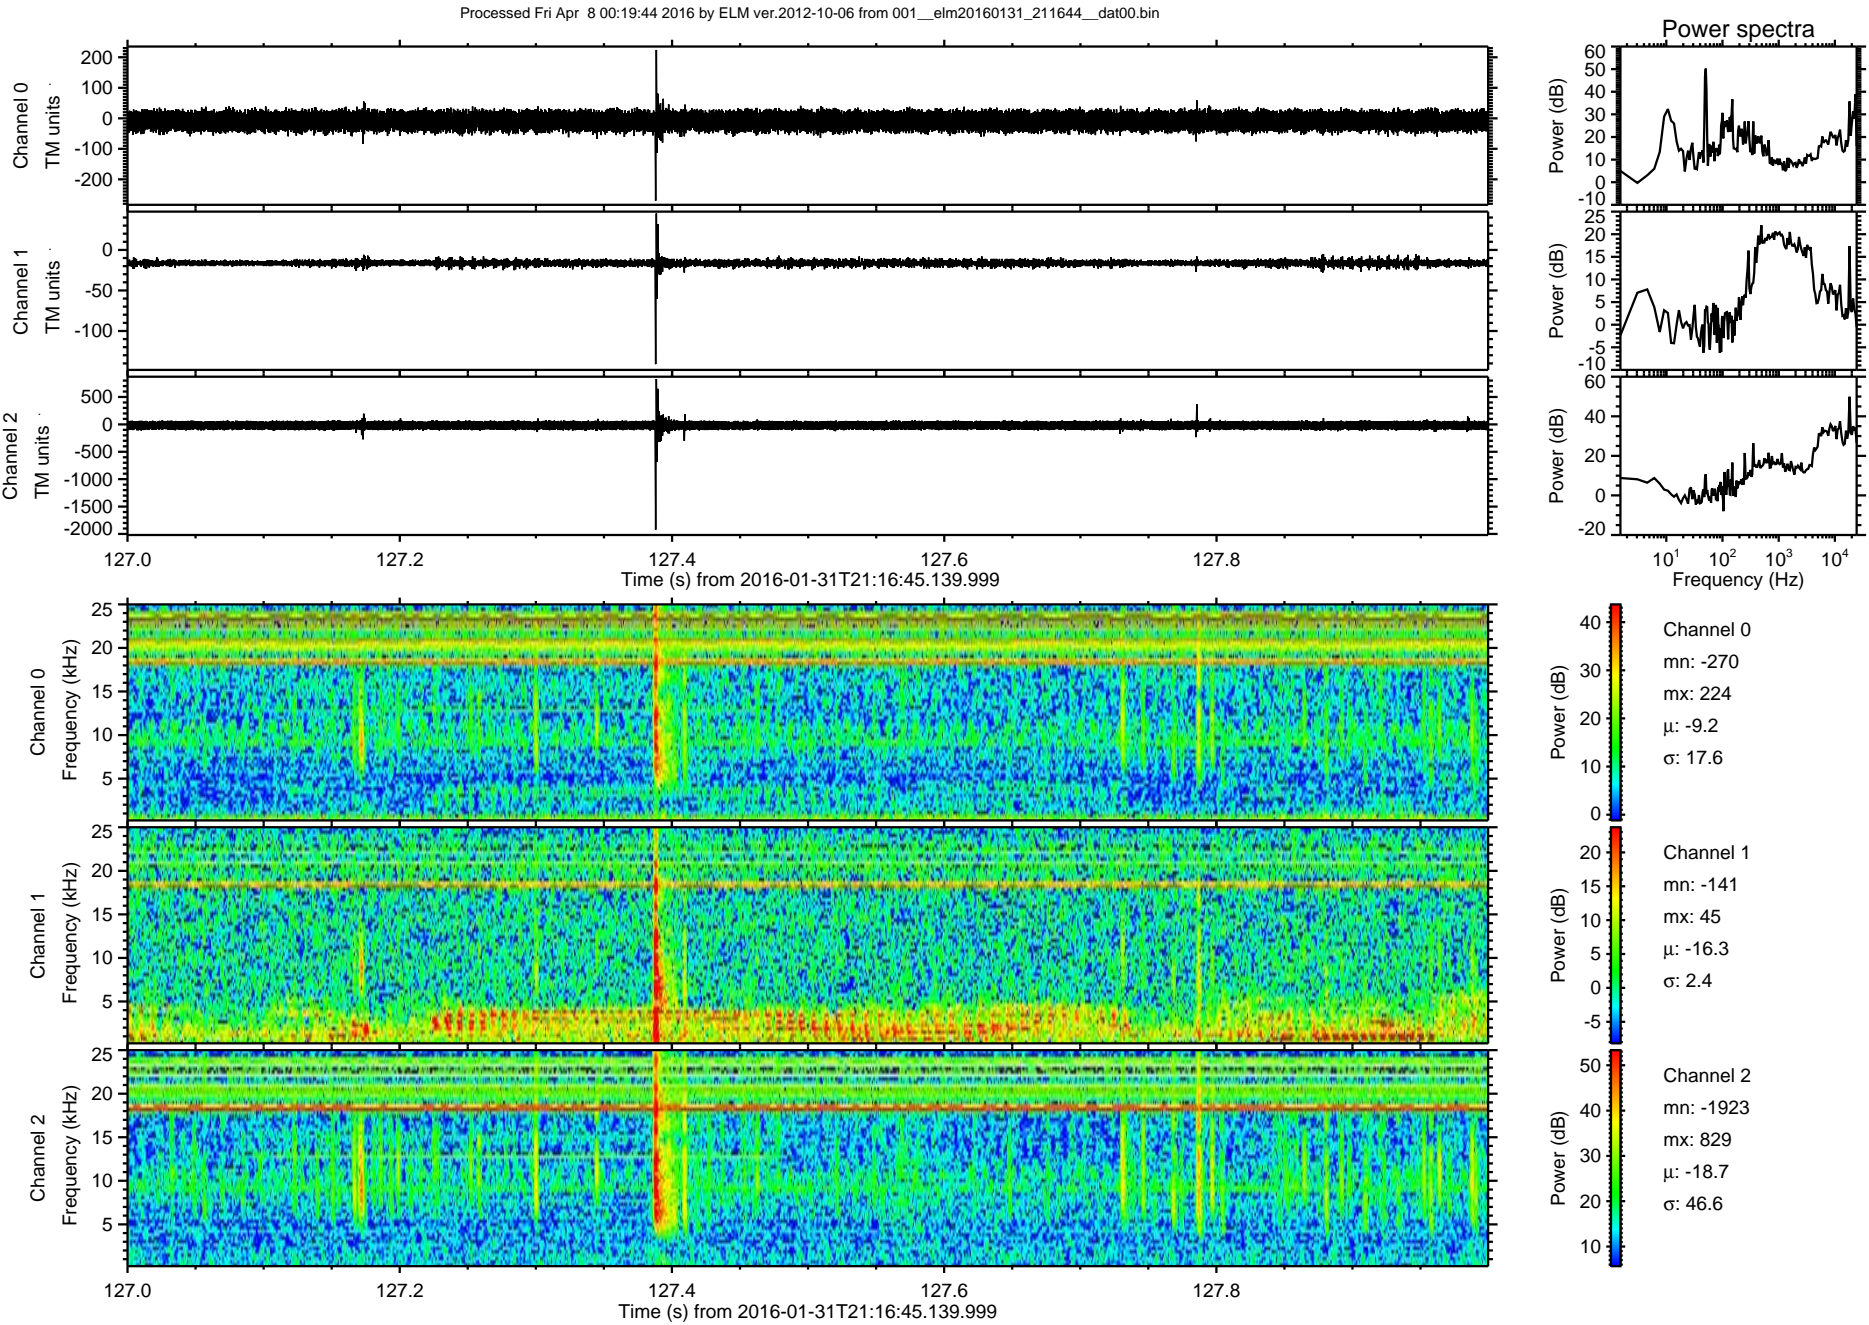 Processed Fri Apr  8 00:19:44 2016 by ELM ver.2012-10-06 from 001__elm20160131_211644__dat00.bin
Power spectra
Channel 0
TM units
200
100
0
-100
-200
Power (dB)
60
50
40
30
20
10
0
-10
Channel 1
TM units
0
-50
-100
Power (dB)
25
20
15
10
5
0
-5
-10
Channel 2
TM units
500
0
-500
-1000
-1500
-2000
Power (dB)
60
40
20
0
-20
127.0 127.2 127.4 127.6 127.8
Time (s) from 2016-01-31T21:16:45.139.999
10¹ 10² 10³ 10⁴
Frequency (Hz)
Channel 0
Frequency (kHz)
25
20
15
10
5
Power (dB)
40
30
20
10
0
Channel 0
mn: -270
mx: 224
μ: -9.2
σ: 17.6
Channel 1
Frequency (kHz)
25
20
15
10
5
Power (dB)
20
15
10
5
0
-5
Channel 1
mn: -141
mx: 45
μ: -16.3
σ: 2.4
Channel 2
Frequency (kHz)
25
20
15
10
5
Power (dB)
50
40
30
20
10
Channel 2
mn: -1923
mx: 829
μ: -18.7
σ: 46.6
127.0 127.2 127.4 127.6 127.8
Time (s) from 2016-01-31T21:16:45.139.999